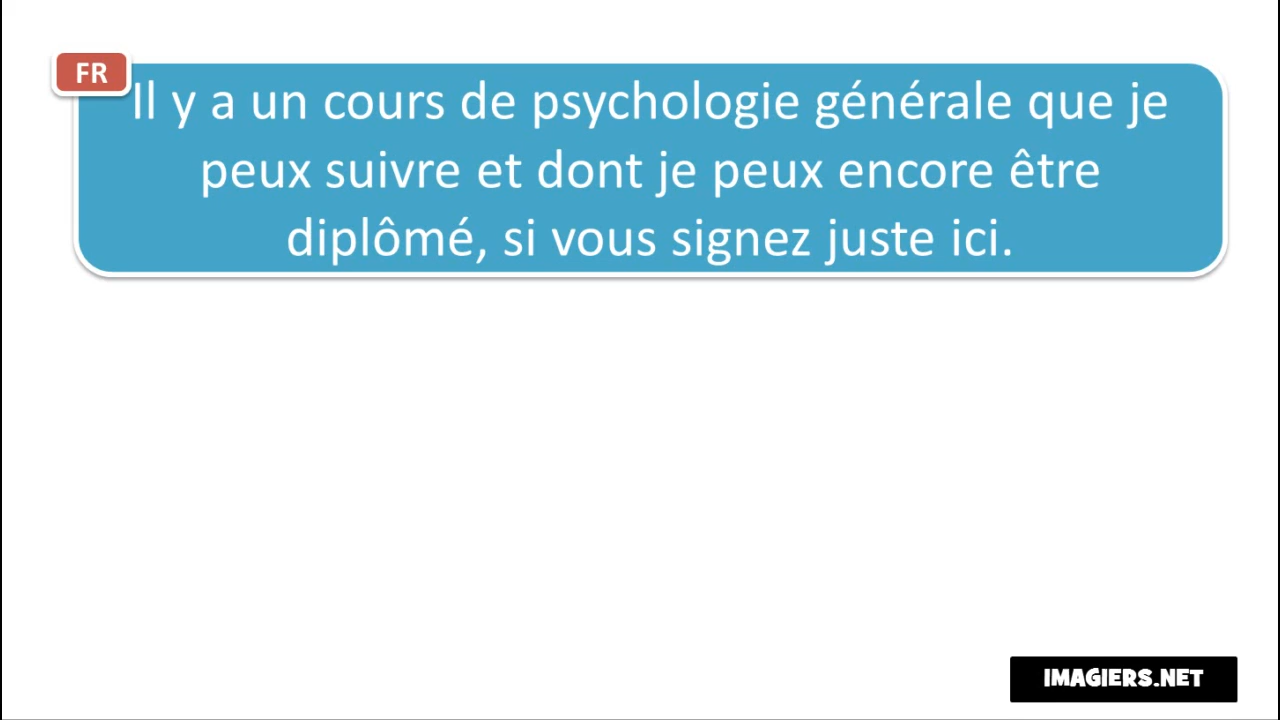 FR
Il y a un cours de psychologie générale que je
peux suivre et dont je peux encore être
diplômé, si vous signez juste ici.
IMAGIERS.NET